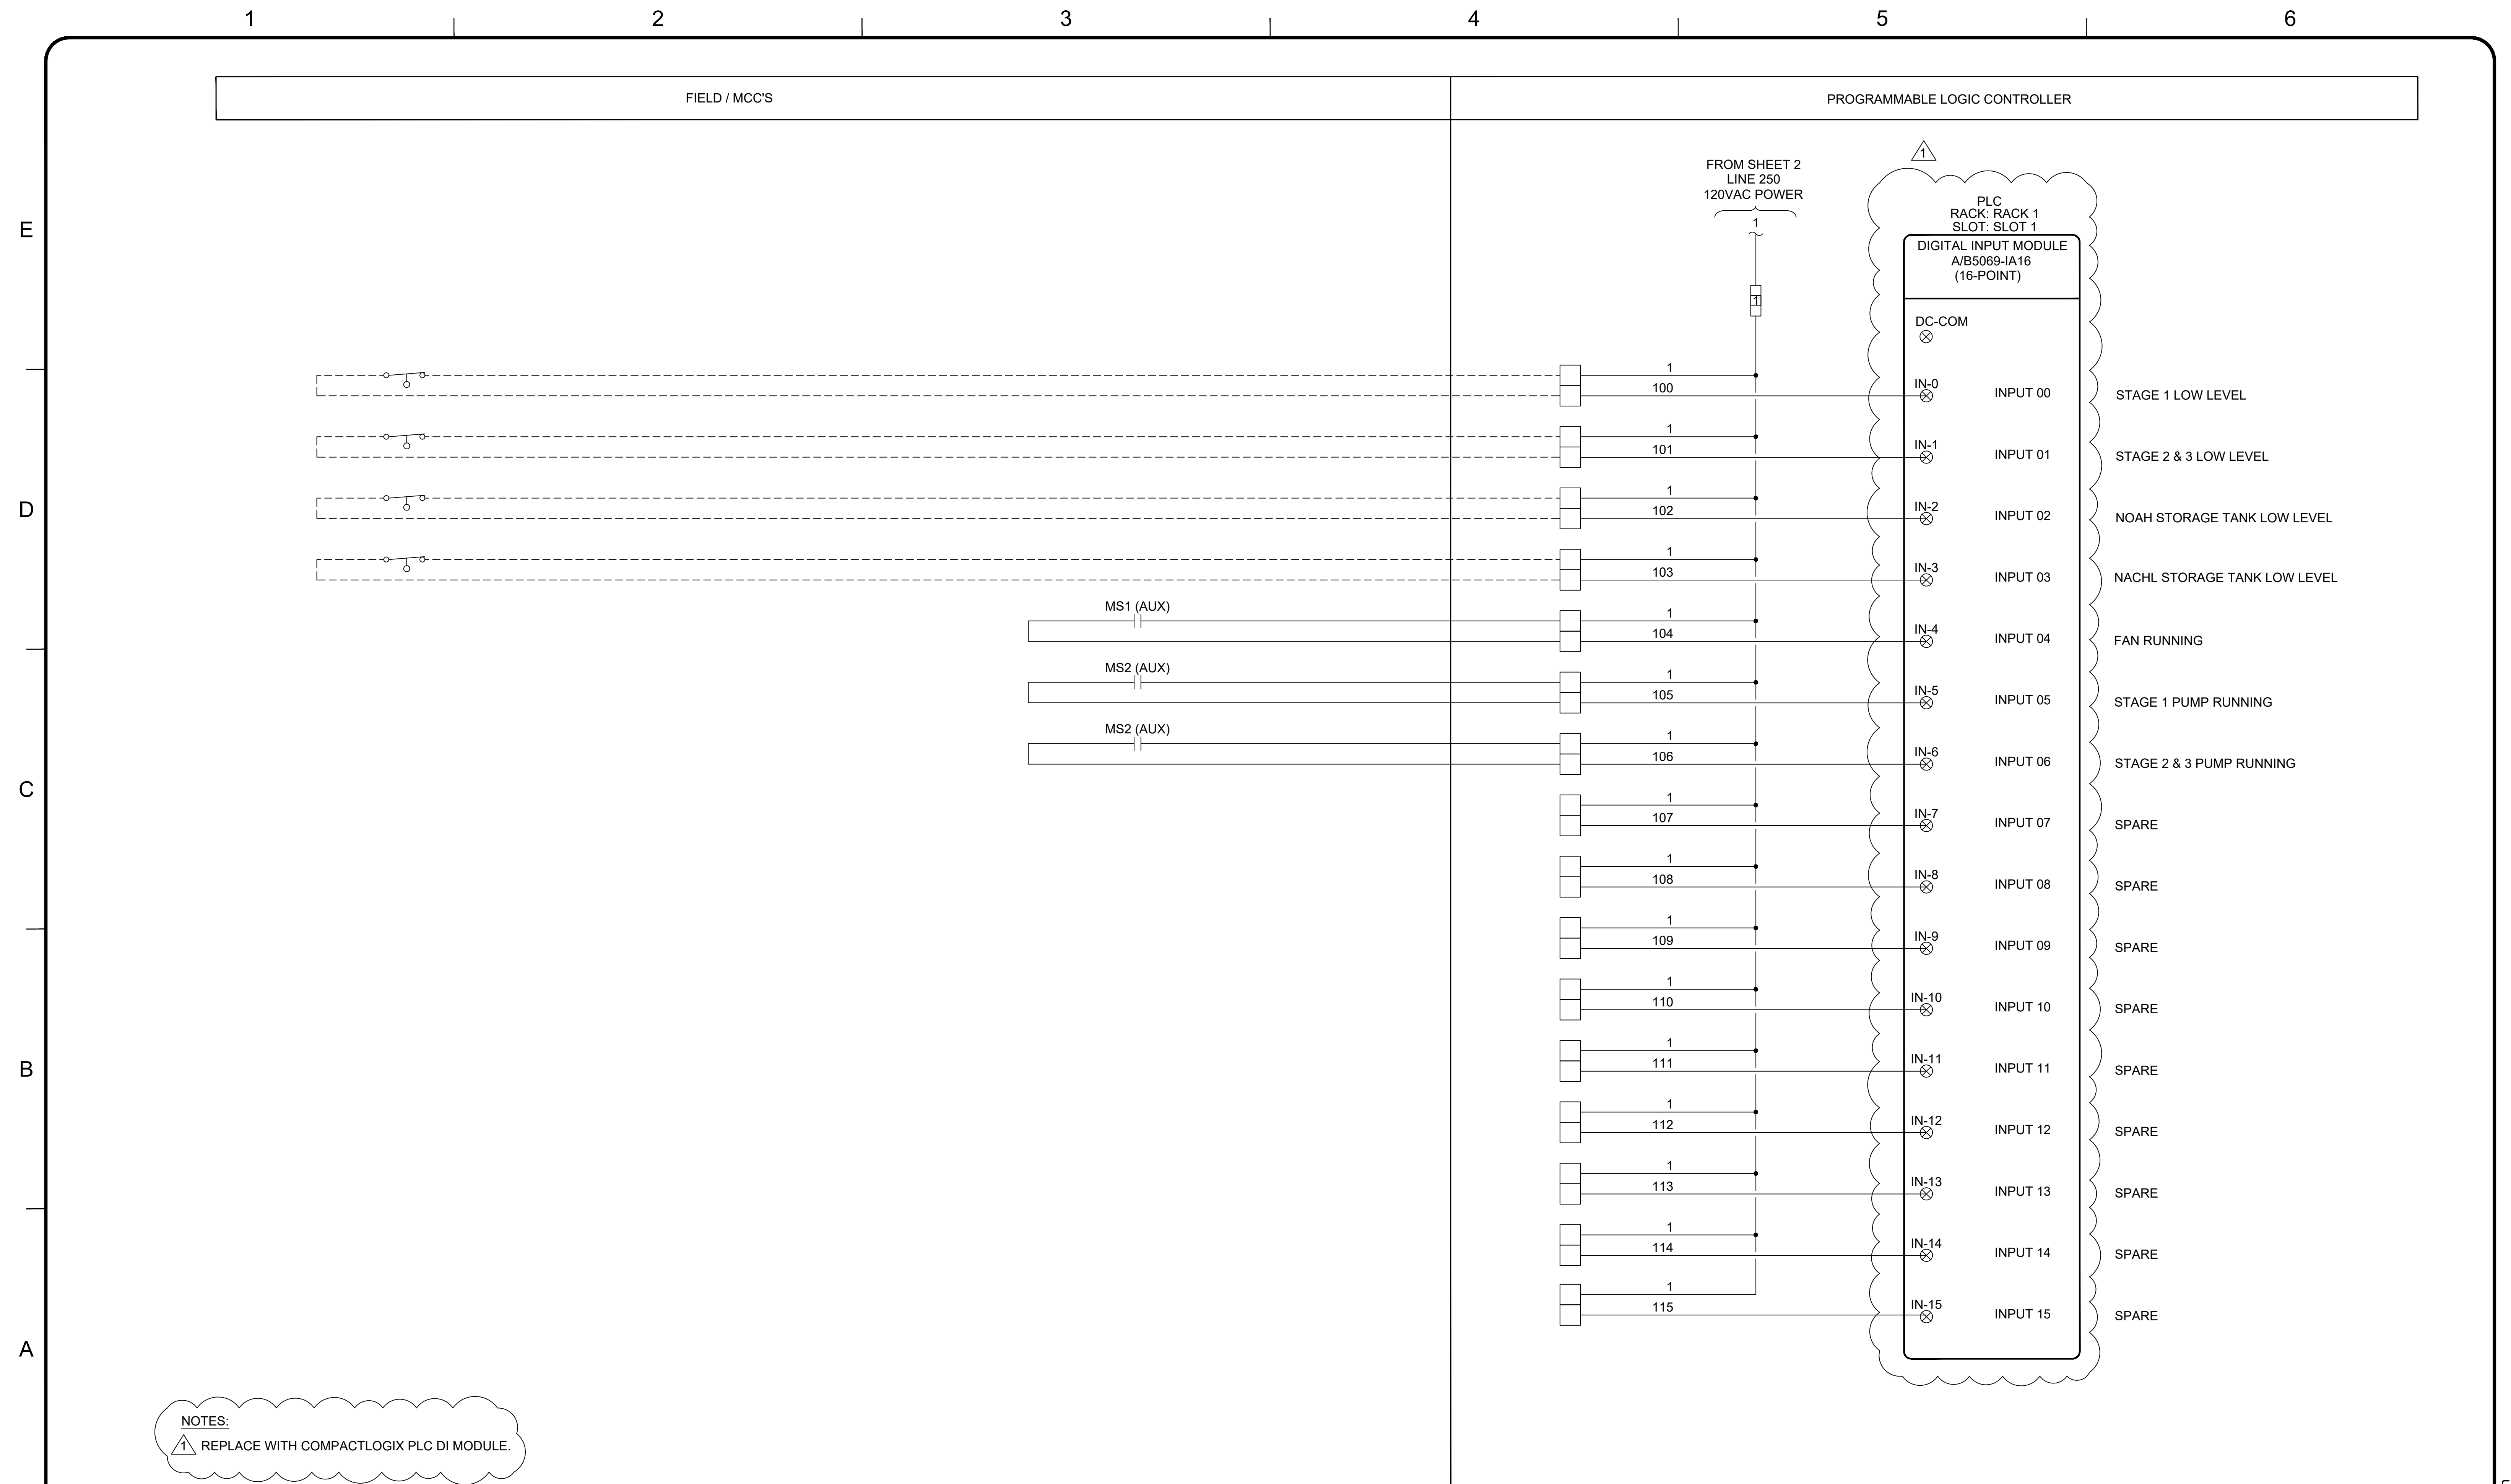 1 2 3 4 5 6
FIELD / MCC'S
PROGRAMMABLE LOGIC CONTROLLER
FROM SHEET 2
LINE 250
120VAC POWER
1
1
1
PLC
RACK: RACK 1
SLOT: SLOT 1
DIGITAL INPUT MODULE
A/B5069-IA16
(16-POINT)
DC-COM
E
D
C
B
A
1
100 IN-0 INPUT 00 STAGE 1 LOW LEVEL
1
101 IN-1 INPUT 01 STAGE 2 & 3 LOW LEVEL
1
102 IN-2 INPUT 02 NOAH STORAGE TANK LOW LEVEL
1
103 IN-3 INPUT 03 NACHL STORAGE TANK LOW LEVEL
MS1 (AUX) 1
104 IN-4 INPUT 04 FAN RUNNING
MS2 (AUX) 1
105 IN-5 INPUT 05 STAGE 1 PUMP RUNNING
MS2 (AUX) 1
106 IN-6 INPUT 06 STAGE 2 & 3 PUMP RUNNING
1
107 IN-7 INPUT 07 SPARE
1
108 IN-8 INPUT 08 SPARE
1
109 IN-9 INPUT 09 SPARE
1
110 IN-10 INPUT 10 SPARE
1
111 IN-11 INPUT 11 SPARE
1
112 IN-12 INPUT 12 SPARE
1
113 IN-13 INPUT 13 SPARE
1
114 IN-14 INPUT 14 SPARE
1
115 IN-15 INPUT 15 SPARE
NOTES:
1 REPLACE WITH COMPACTLOGIX PLC DI MODULE.